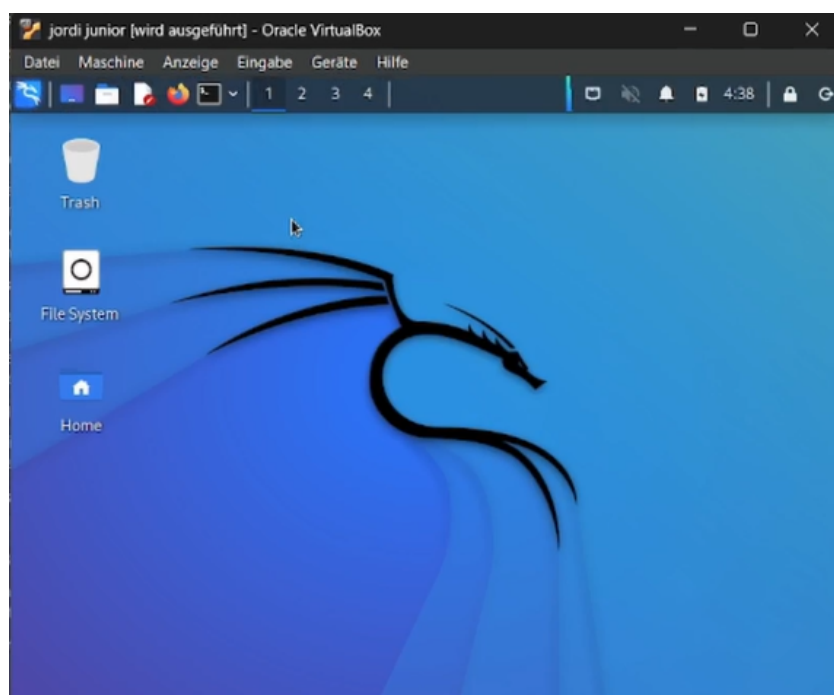 jordi junior [wird ausgeführt] - Oracle VirtualBox
Datei Maschine Anzeige Eingabe Geräte Hilfe
1 2 3 4 4:38
Trash
File System
Home